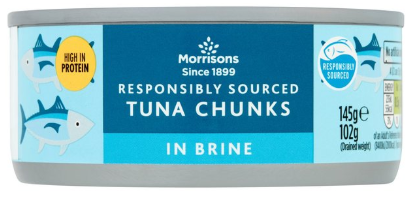 HIGH IN
PROTEIN
Morrisons
Since 1899
RESPONSIBLY SOURCED
TUNA CHUNKS
IN BRINE
RESPONSIBLY
SOURCED
145g e
102g
(Drained weight)